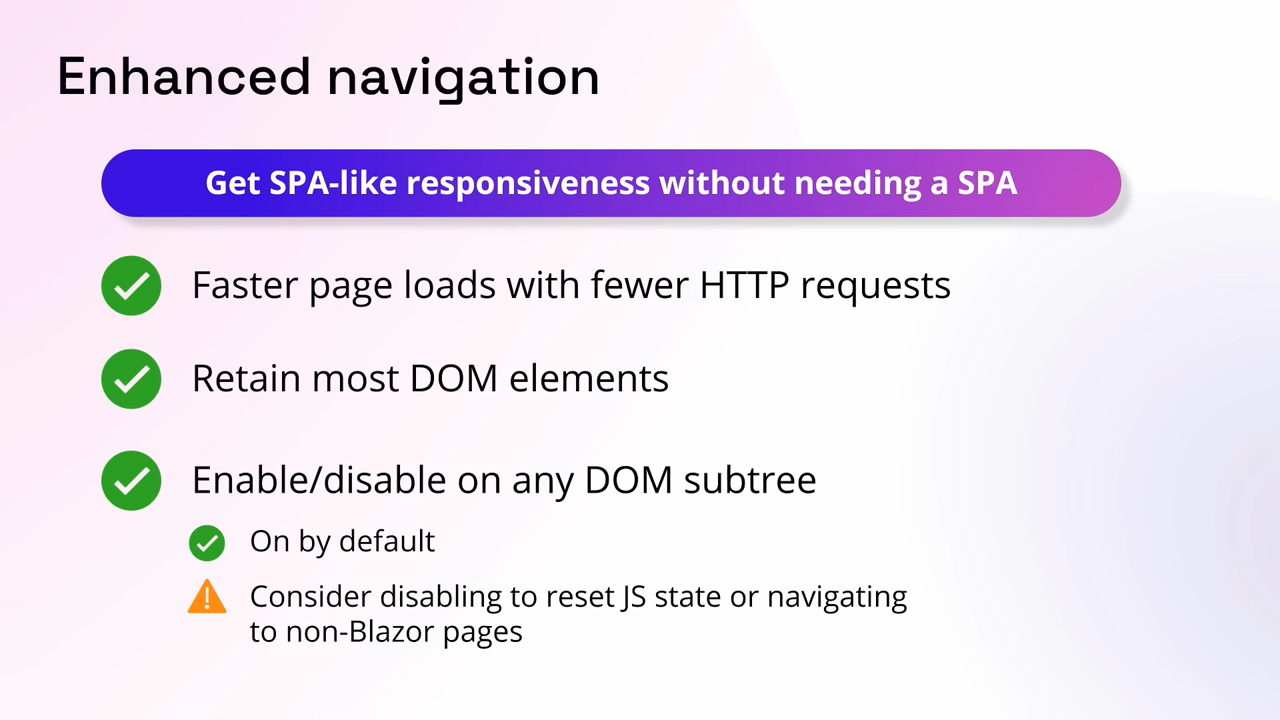 Enhanced navigation
Get SPA-like responsiveness without needing a SPA
Faster page loads with fewer HTTP requests
Retain most DOM elements
Enable/disable on any DOM subtree
On by default
Consider disabling to reset JS state or navigating
to non-Blazor pages